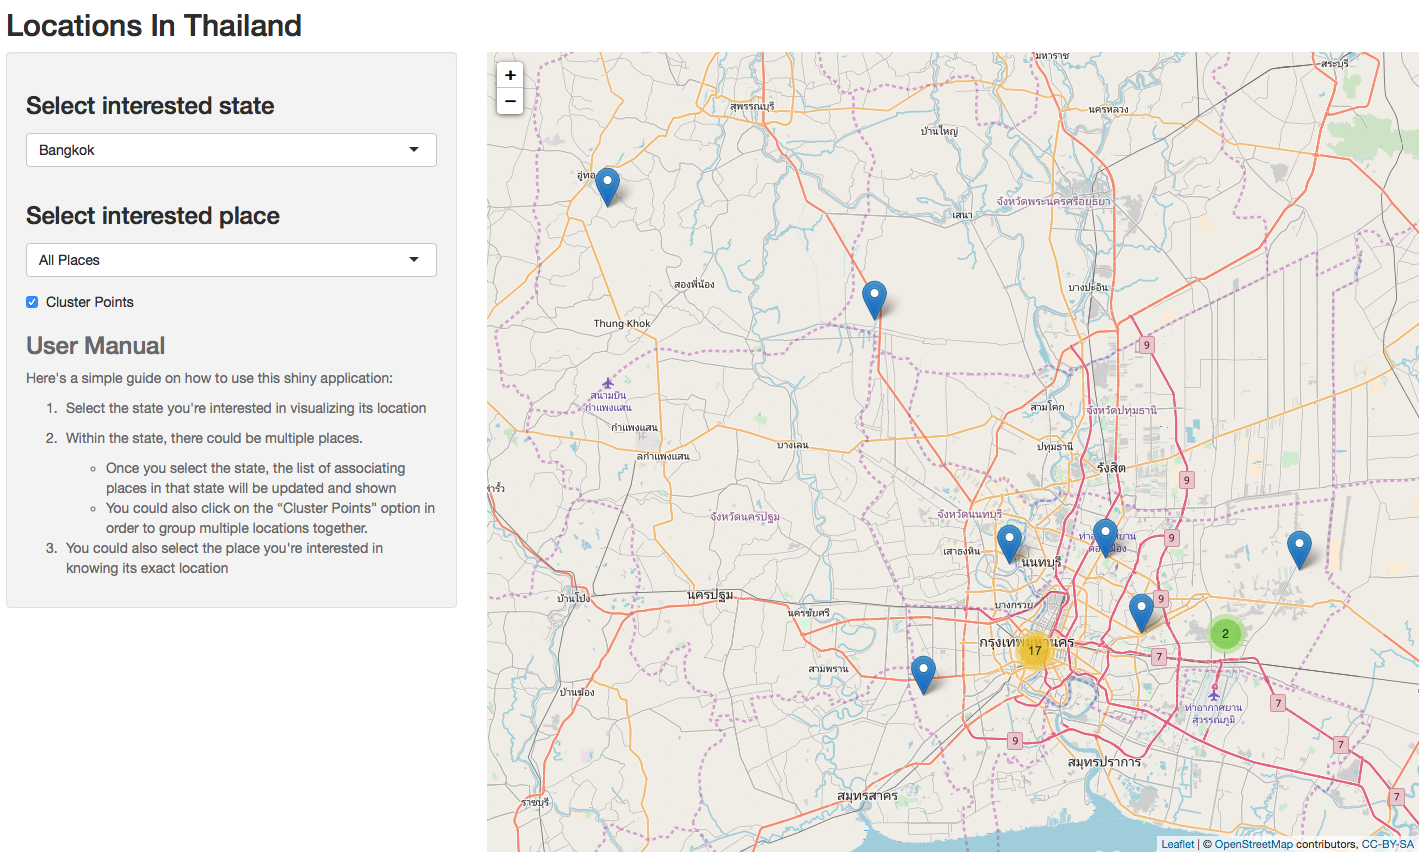 Locations In Thailand
Select interested state
Bangkok
Select interested place
All Places
Cluster Points
User Manual
Here's a simple guide on how to use this shiny application:
1. Select the state you're interested in visualizing its location
2. Within the state, there could be multiple places.
Once you select the state, the list of associating
places in that state will be updated and shown
You could also click on the “Cluster Points” option in
order to group multiple locations together.
3. You could also select the place you're interested in
knowing its exact location
+
−
มหาราช
สระบุรี
สุพรรณบุรี
นครหลวง
บ้านใหญ่
จังหวัดพระนครศรีอยุธยา
เสนา
สองพี่น้อง
บางปะอิน
Thung Khok
9
สนามบิน
กำแพงแสน
สามโคก
จังหวัดปทุมธานี
กำแพงแสน
บางเลน
ปทุมธานี
ลกำแพงแสน
รังสิต
9
จังหวัดนครปฐม
จังหวัดนนทบุรี
9
เสาธงหิน
นนทบุรี
บ้านโป่ง
นครปฐม
9
บางกรวย
นครชัยศรี
2
กรุงเทพมหานคร
17
7
สามพราน
บ้านฆ้อง
7
ท่าอากาศยาน
สุวรรณภูมิ
9
7
สมุทรปราการ
สมุทรสาคร
7
ราชบุรี
Leaflet | © OpenStreetMap contributors, CC-BY-SA